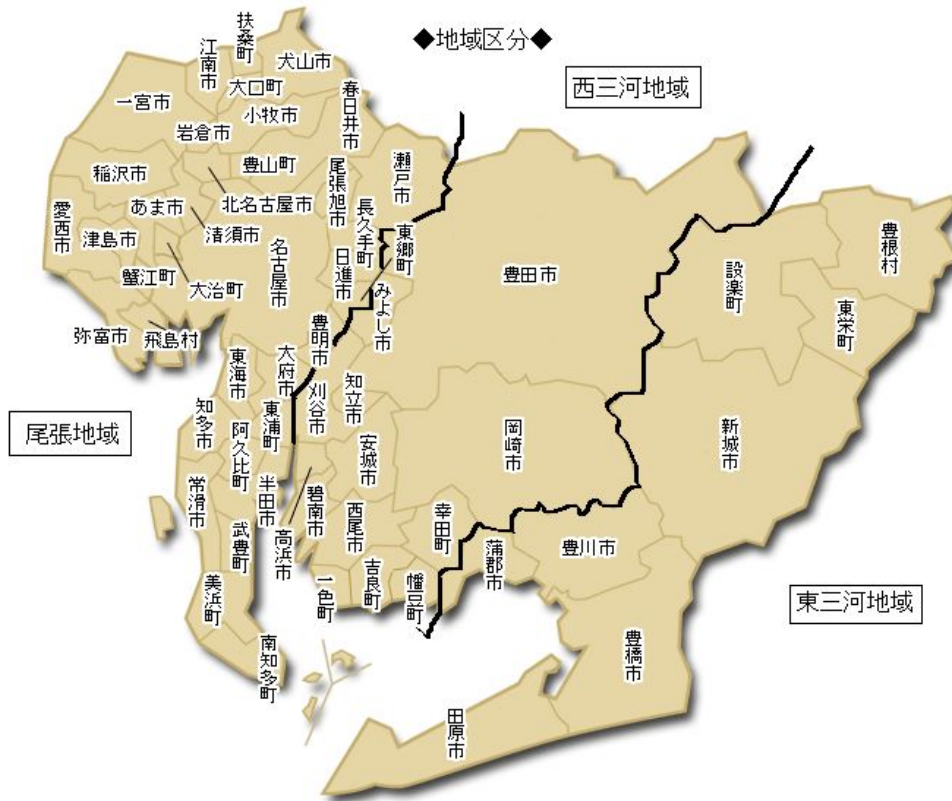 ◆地域区分◆
西三河地域
尾張地域
東三河地域
扶桑町
江南市
犬山市
大口町
一宮市
小牧市
春日井市
岩倉市
豊山町
瀬戸市
稲沢市
尾張旭市
北名古屋市
あま市
長久手町
愛西市
津島市
清須市
東郷町
名古屋市
日進市
蟹江町
大治町
みよし市
弥富市
飛島村
豊明市
豊田市
設楽町
豊根村
東栄町
東海市
大府市
刈谷市
知立市
知多市
東浦町
阿久比町
岡崎市
新城市
安城市
常滑市
半田市
碧南市
高浜市
西尾市
幸田町
武豊町
蒲郡市
豊川市
美浜町
一色町
吉良町
幡豆町
南知多町
豊橋市
田原市